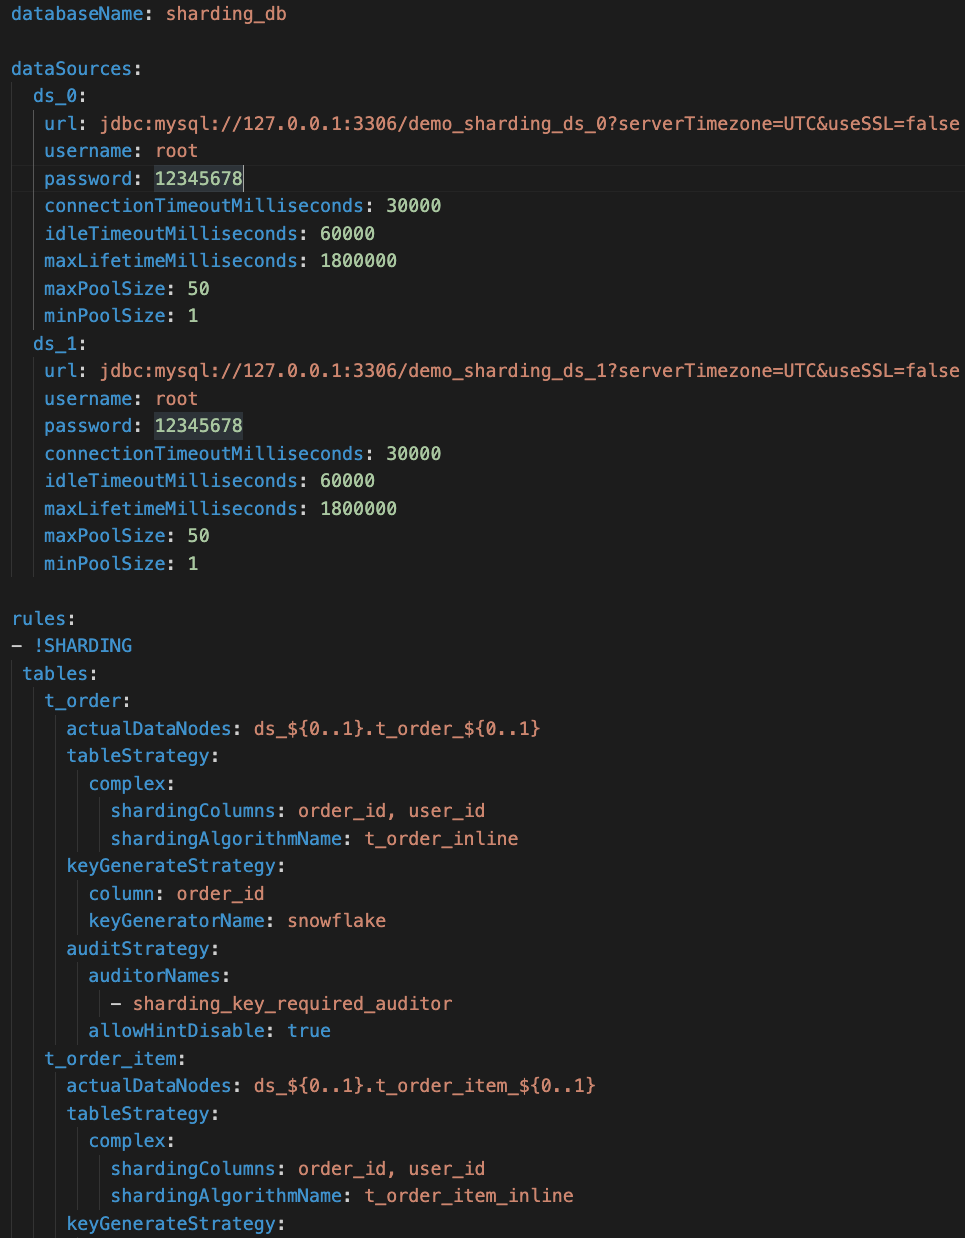 databaseName: sharding_db
dataSources:
ds_0:
url: jdbc:mysql://127.0.0.1:3306/demo_sharding_ds_0?serverTimezone=UTC&useSSL=false
username: root
password: 12345678
connectionTimeoutMilliseconds: 30000
idleTimeoutMilliseconds: 60000
maxLifetimeMilliseconds: 1800000
maxPoolSize: 50
minPoolSize: 1
ds_1:
url: jdbc:mysql://127.0.0.1:3306/demo_sharding_ds_1?serverTimezone=UTC&useSSL=false
username: root
password: 12345678
connectionTimeoutMilliseconds: 30000
idleTimeoutMilliseconds: 60000
maxLifetimeMilliseconds: 1800000
maxPoolSize: 50
minPoolSize: 1
rules:
- !SHARDING
tables:
t_order:
actualDataNodes: ds_${0..1}.t_order_${0..1}
tableStrategy:
complex:
shardingColumns: order_id, user_id
shardingAlgorithmName: t_order_inline
keyGenerateStrategy:
column: order_id
keyGeneratorName: snowflake
auditStrategy:
auditorNames:
- sharding_key_required_auditor
allowHintDisable: true
t_order_item:
actualDataNodes: ds_${0..1}.t_order_item_${0..1}
tableStrategy:
complex:
shardingColumns: order_id, user_id
shardingAlgorithmName: t_order_item_inline
keyGenerateStrategy: